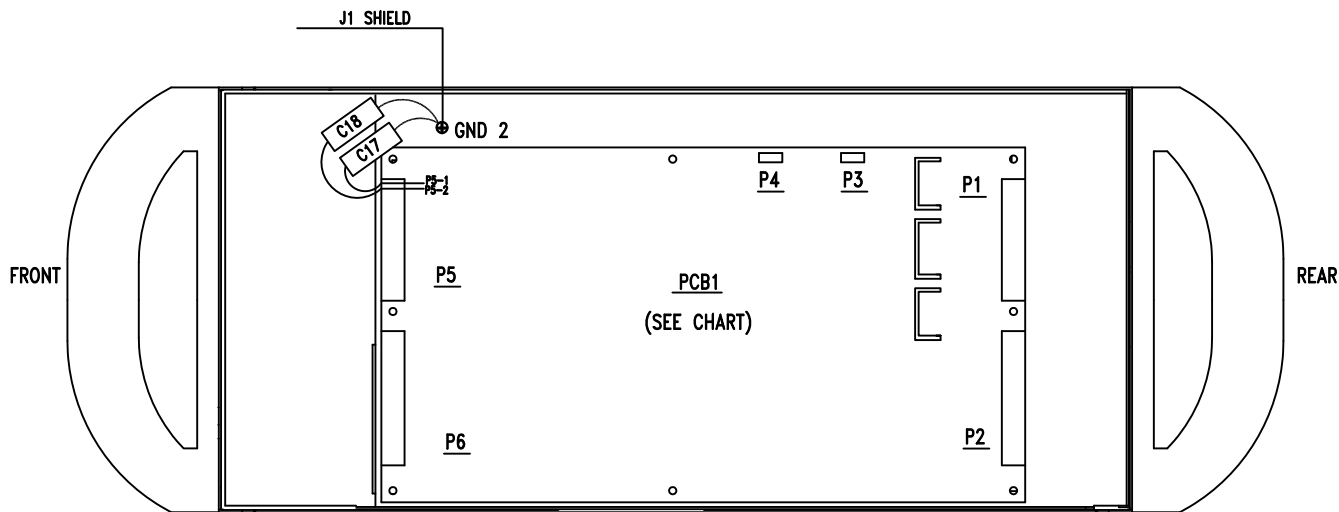 J1 SHIELD
C18
C17
GND 2
P5-1
P5-2
P4
P3
P1
FRONT
P5
PCB1
(SEE CHART)
REAR
P6
P2